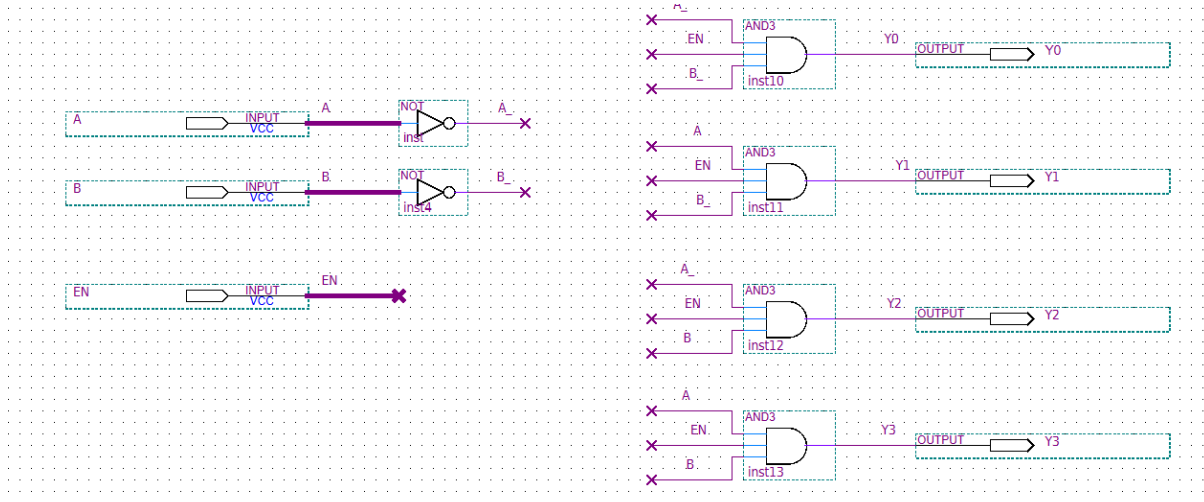 A
INPUT
VCC
A
NOT
inst
A_
B
INPUT
VCC
B
NOT
inst4
B_
EN
INPUT
VCC
EN
A_
EN
B_
AND3
inst10
Y0
OUTPUT
Y0
A
EN
B_
AND3
inst11
Y1
OUTPUT
Y1
A_
EN
B
AND3
inst12
Y2
OUTPUT
Y2
A
EN
B
AND3
inst13
Y3
OUTPUT
Y3